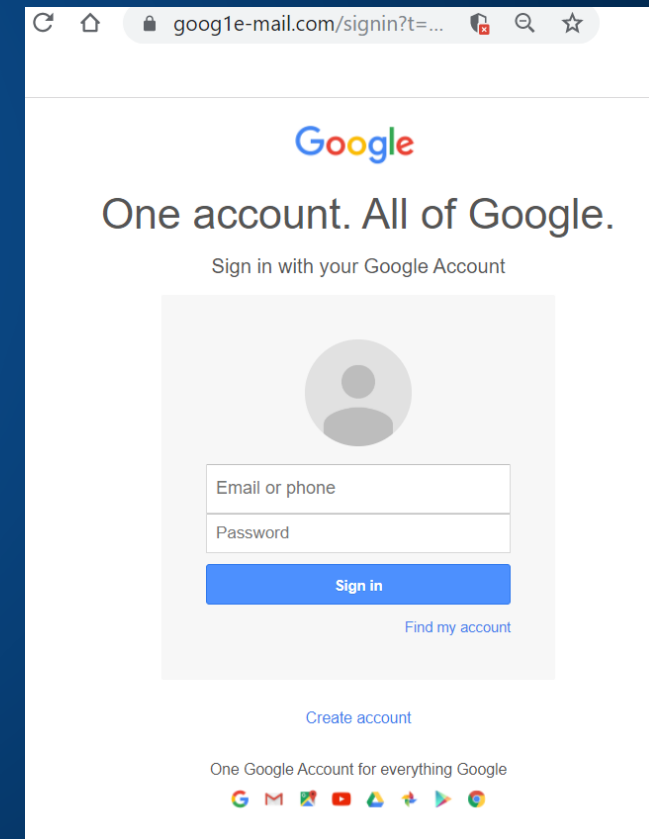 goog1e-mail.com/signin?t=...
Google
One account. All of Google.
Sign in with your Google Account
Email or phone
Password
Sign in
Find my account
Create account
One Google Account for everything Google